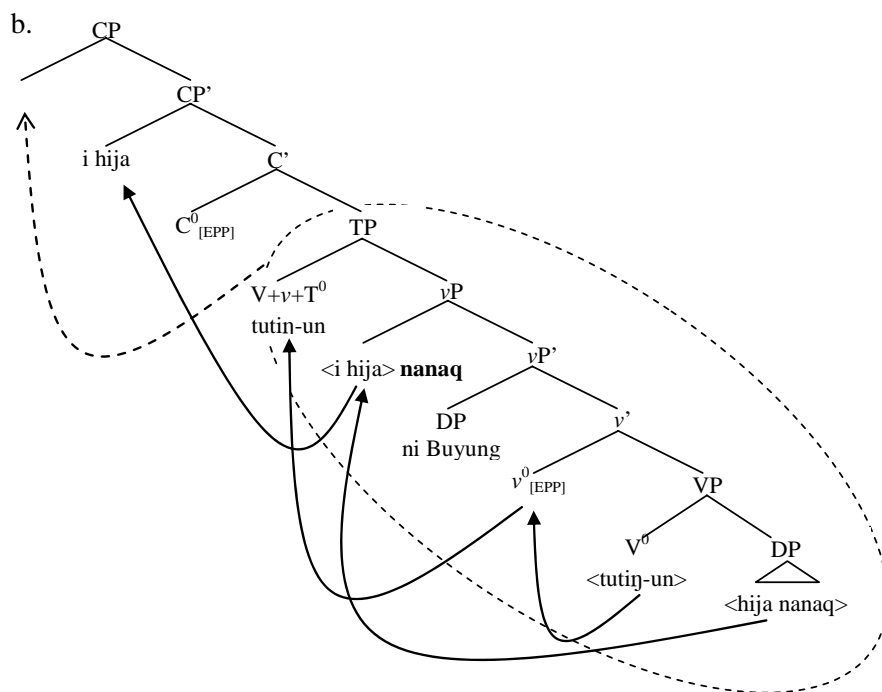 b.
CP
CP’
i hija
C’
C⁰[EPP]
TP
V+v+T⁰
vP
tutin-un
<i hija> nanaq
vP’
DP
v’
ni Buyung
v⁰[EPP]
VP
V⁰
DP
<tutiŋ-un>
<hija nanaq>